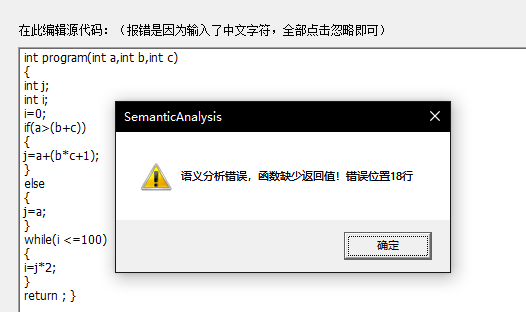 在此编辑源代码：（报错是因为输入了中文字符，全部点击忽略即可）
int program(int a,int b,int c)
{
int j;
int i;
i=0;
if(a>(b+c))
{
j=a+(b*c+1);
}
else
{
j=a;
}
while(i <=100)
{
i=j*2;
}
return ; }
SemanticAnalysis
语义分析错误，函数缺少返回值！错误位置18行
确定